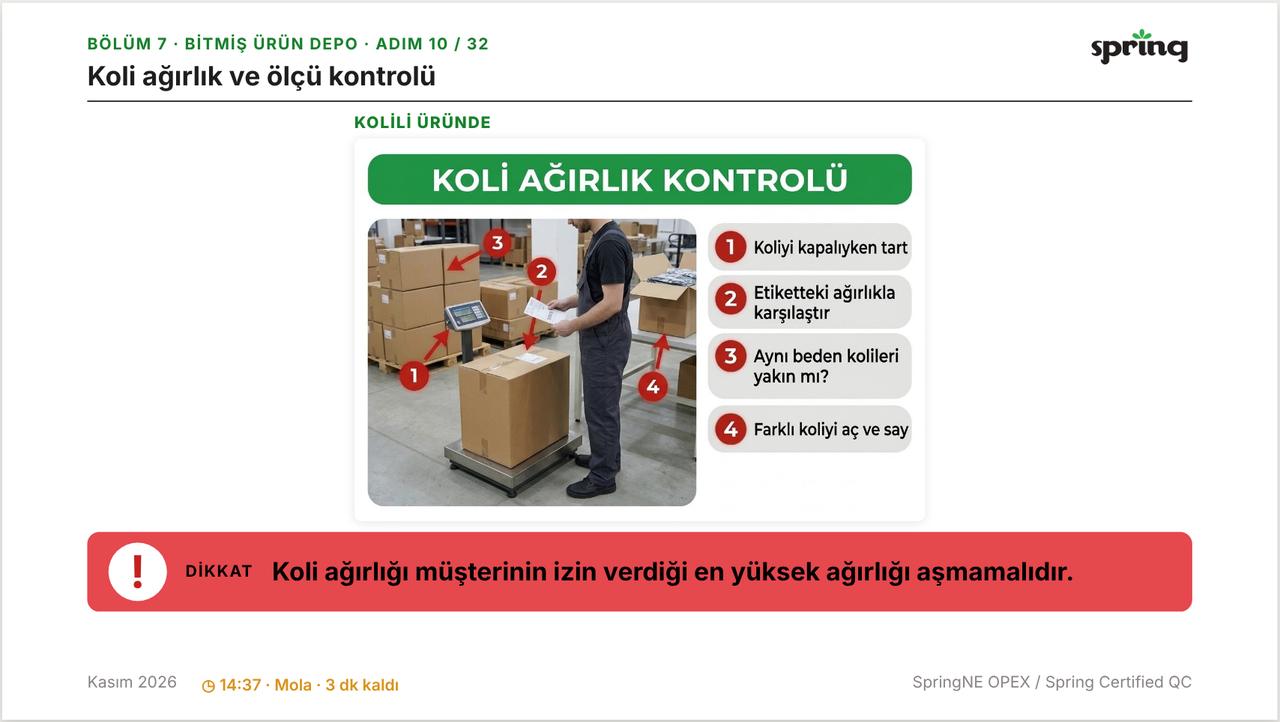 BÖLÜM 7 · BİTMİŞ ÜRÜN DEPO · ADIM 10 / 32
spring
Koli ağırlık ve ölçü kontrolü
KOLİLİ ÜRÜNDE
KOLİ AĞIRLIK KONTROLÜ
3
2
1
4
1 Koliyi kapalıyken tart
2 Etiketteki ağırlıkla
karşılaştır
3 Aynı beden kolileri
yakın mı?
4 Farklı koliyi aç ve say
! DİKKAT Koli ağırlığı müşterinin izin verdiği en yüksek ağırlığı aşmamalıdır.
Kasım 2026 14:37 · Mola · 3 dk kaldı SpringNE OPEX / Spring Certified QC